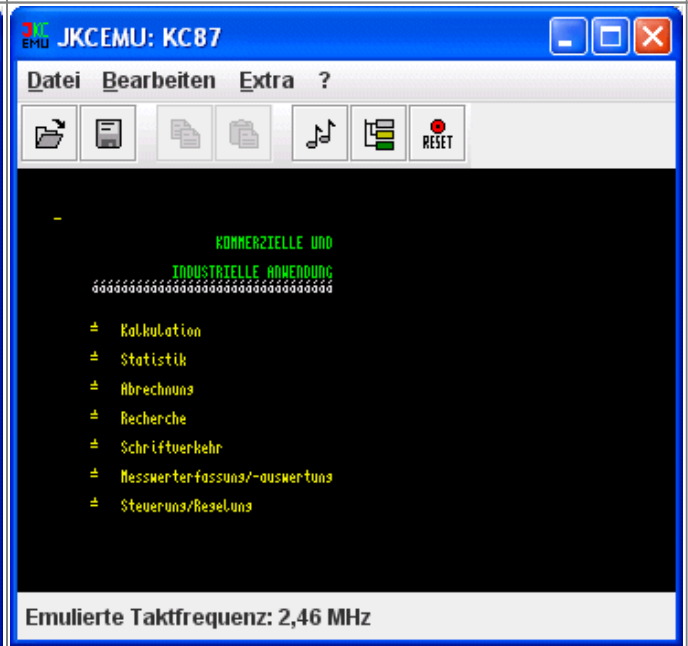 JKCEMU: KC87
Datei Bearbeiten Extra ?
RESET
KOMMERZIELLE UND
INDUSTRIELLE ANWENDUNG
óóóóóóóóóóóóóóóóóóóóóóóóóóóóóóóóó
≐ Kalkulation
≐ Statistik
≐ Abrechnung
≐ Recherche
≐ Schriftverkehr
≐ Messwerterfassung/-auswertung
≐ Steuerung/Regelung
Emulierte Taktfrequenz: 2,46 MHz